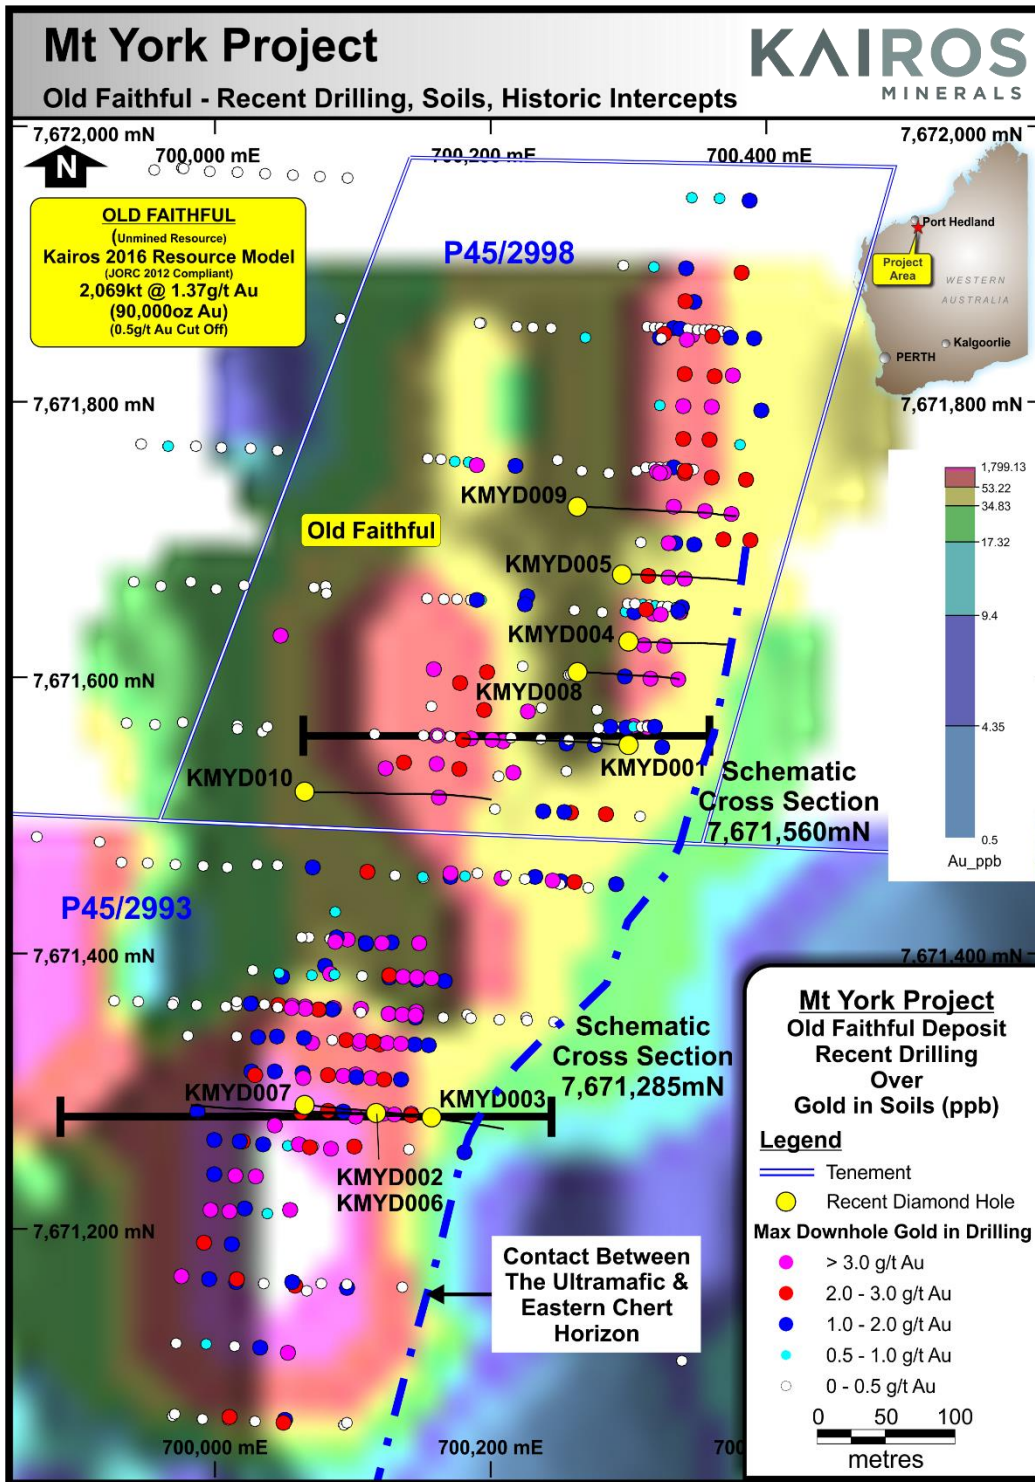 Mt York Project
Old Faithful - Recent Drilling, Soils, Historic Intercepts
KAIROS
MINERALS
7,672,000 mN
700,000 mE
700,200 mE
700,400 mE
7,672,000 mN
N
OLD FAITHFUL
(Unmined Resource)
Kairos 2016 Resource Model
(JORC 2012 Compliant)
2,069kt @ 1.37g/t Au
(90,000oz Au)
(0.5g/t Au Cut Off)
P45/2998
Port Hedland
Project
Area
WESTERN
AUSTRALIA
Kalgoorlie
PERTH
7,671,800 mN
7,671,800 mN
1,799.13
53.22
34.83
17.32
9.4
4.35
0.5
Au_ppb
KMYD009
Old Faithful
KMYD005
KMYD004
7,671,600 mN
KMYD008
KMYD001
KMYD010
Schematic
Cross Section
7,671,560mN
P45/2993
7,671,400 mN
7,671,400 mN
Schematic
Cross Section
7,671,285mN
KMYD007
KMYD003
KMYD002
KMYD006
7,671,200 mN
Contact Between
The Ultramafic &
Eastern Chert
Horizon
Mt York Project
Old Faithful Deposit
Recent Drilling
Over
Gold in Soils (ppb)
Legend
Tenement
Recent Diamond Hole
Max Downhole Gold in Drilling
> 3.0 g/t Au
2.0 - 3.0 g/t Au
1.0 - 2.0 g/t Au
0.5 - 1.0 g/t Au
0 - 0.5 g/t Au
0 50 100
metres
700,000 mE
700,200 mE